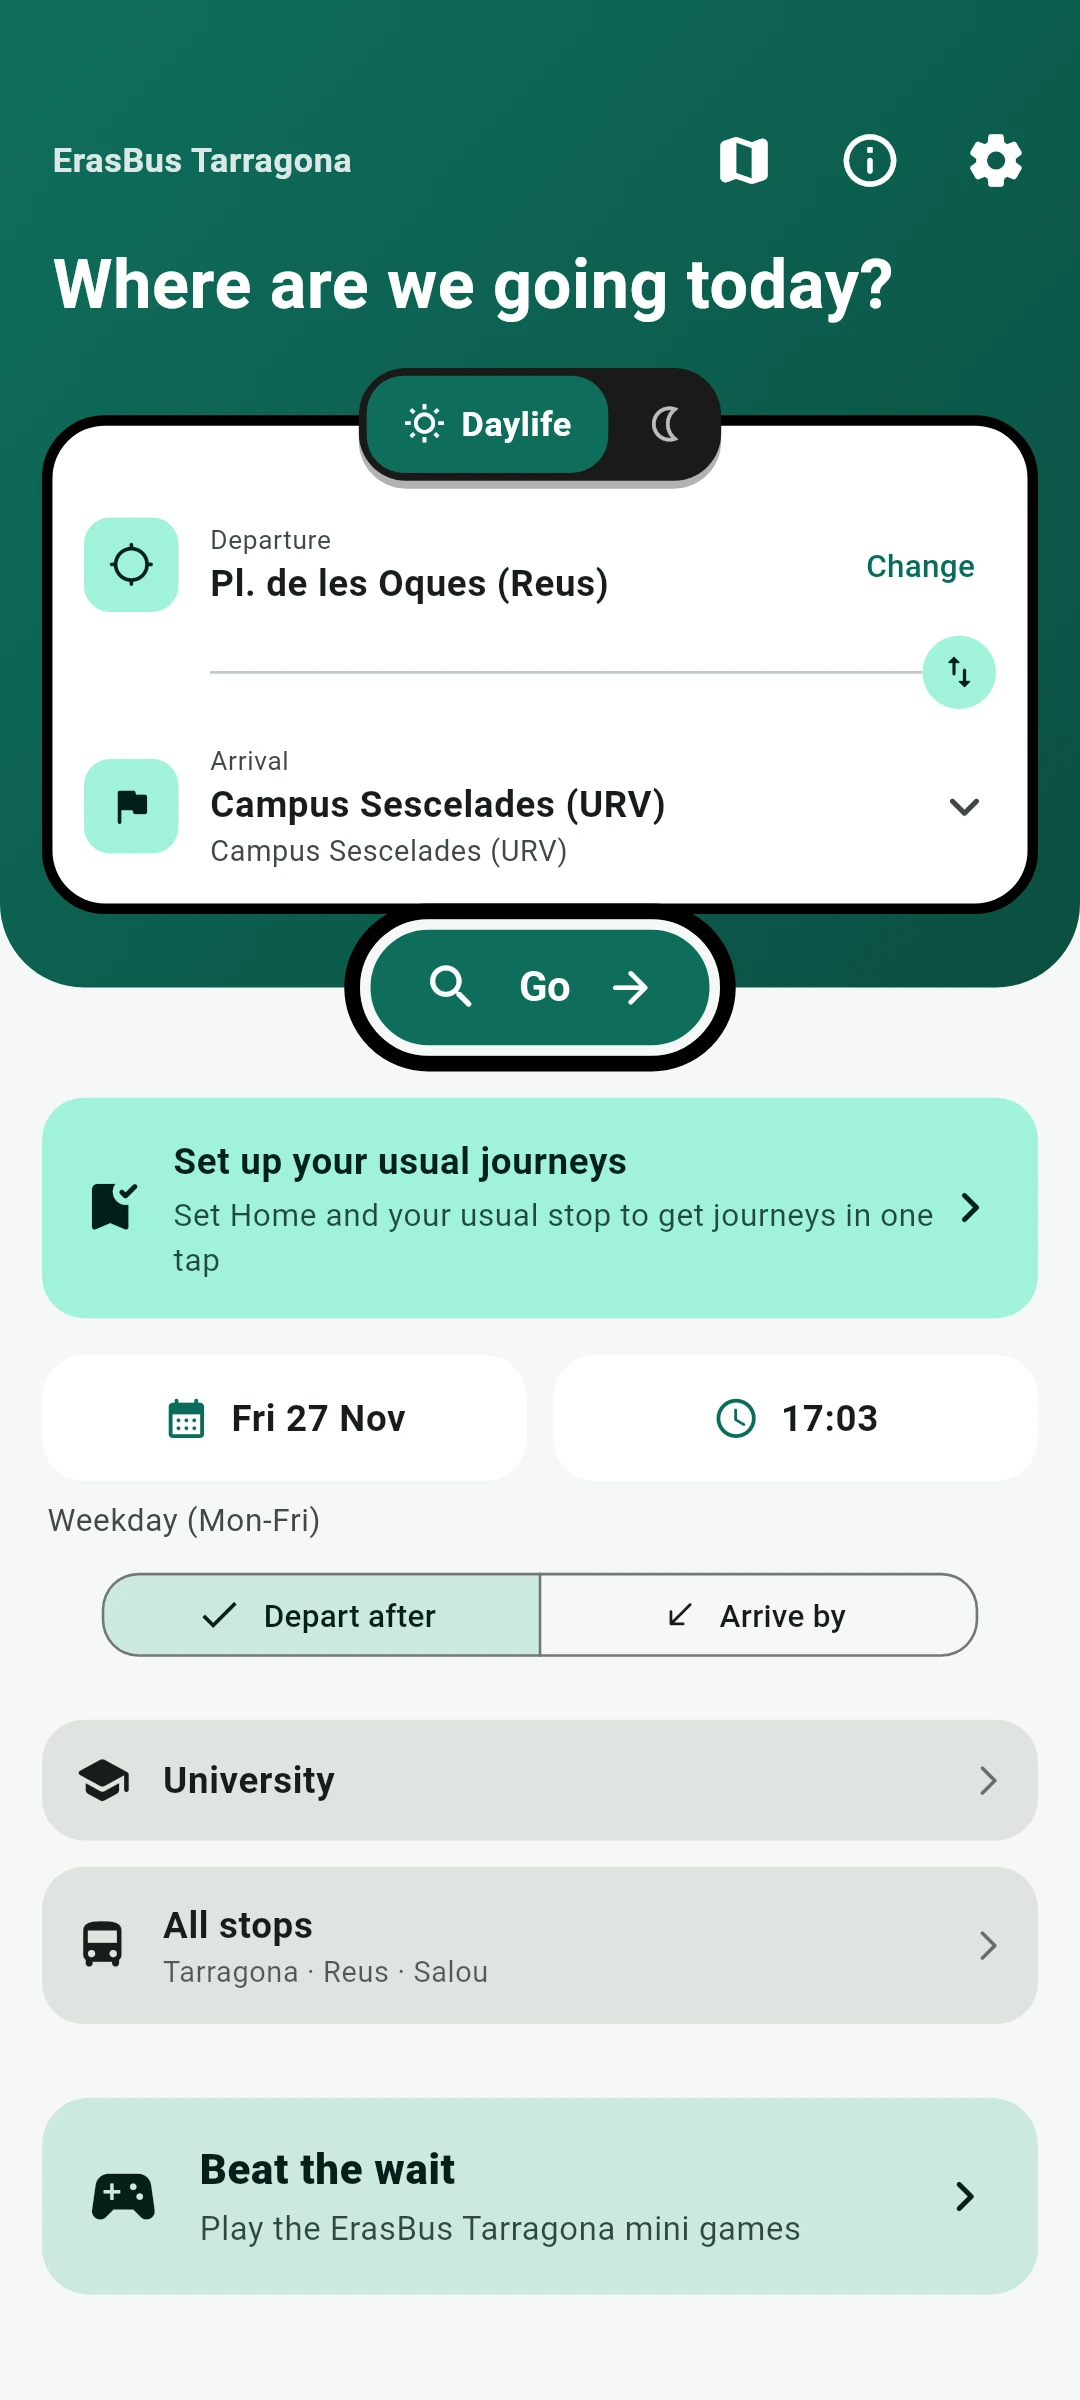 ErasBus Tarragona
Where are we going today?
Daylife
Departure
Pl. de les Oques (Reus)
Change
Arrival
Campus Sescelades (URV)
Campus Sescelades (URV)
Go
Set up your usual journeys
Set Home and your usual stop to get journeys in one
tap
Fri 27 Nov
17:03
Weekday (Mon-Fri)
Depart after
Arrive by
University
All stops
Tarragona · Reus · Salou
Beat the wait
Play the ErasBus Tarragona mini games